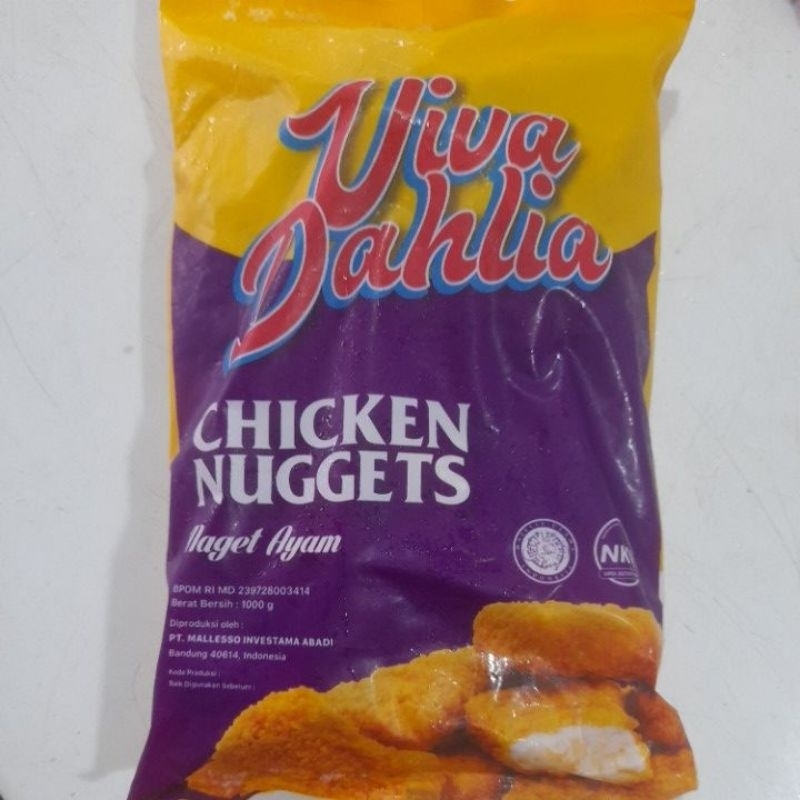 Viva
Dahlia
CHICKEN
NUGGETS
Naget Ayam
BPOM RI MD 239728003414
Berat Bersih : 1000 g
Diproduksi oleh :
PT. MALLESSO INVESTAMA ABADI
Bandung 40614, Indonesia
Kode Produksi :
Baik Digunakan Sebelum :
NKV